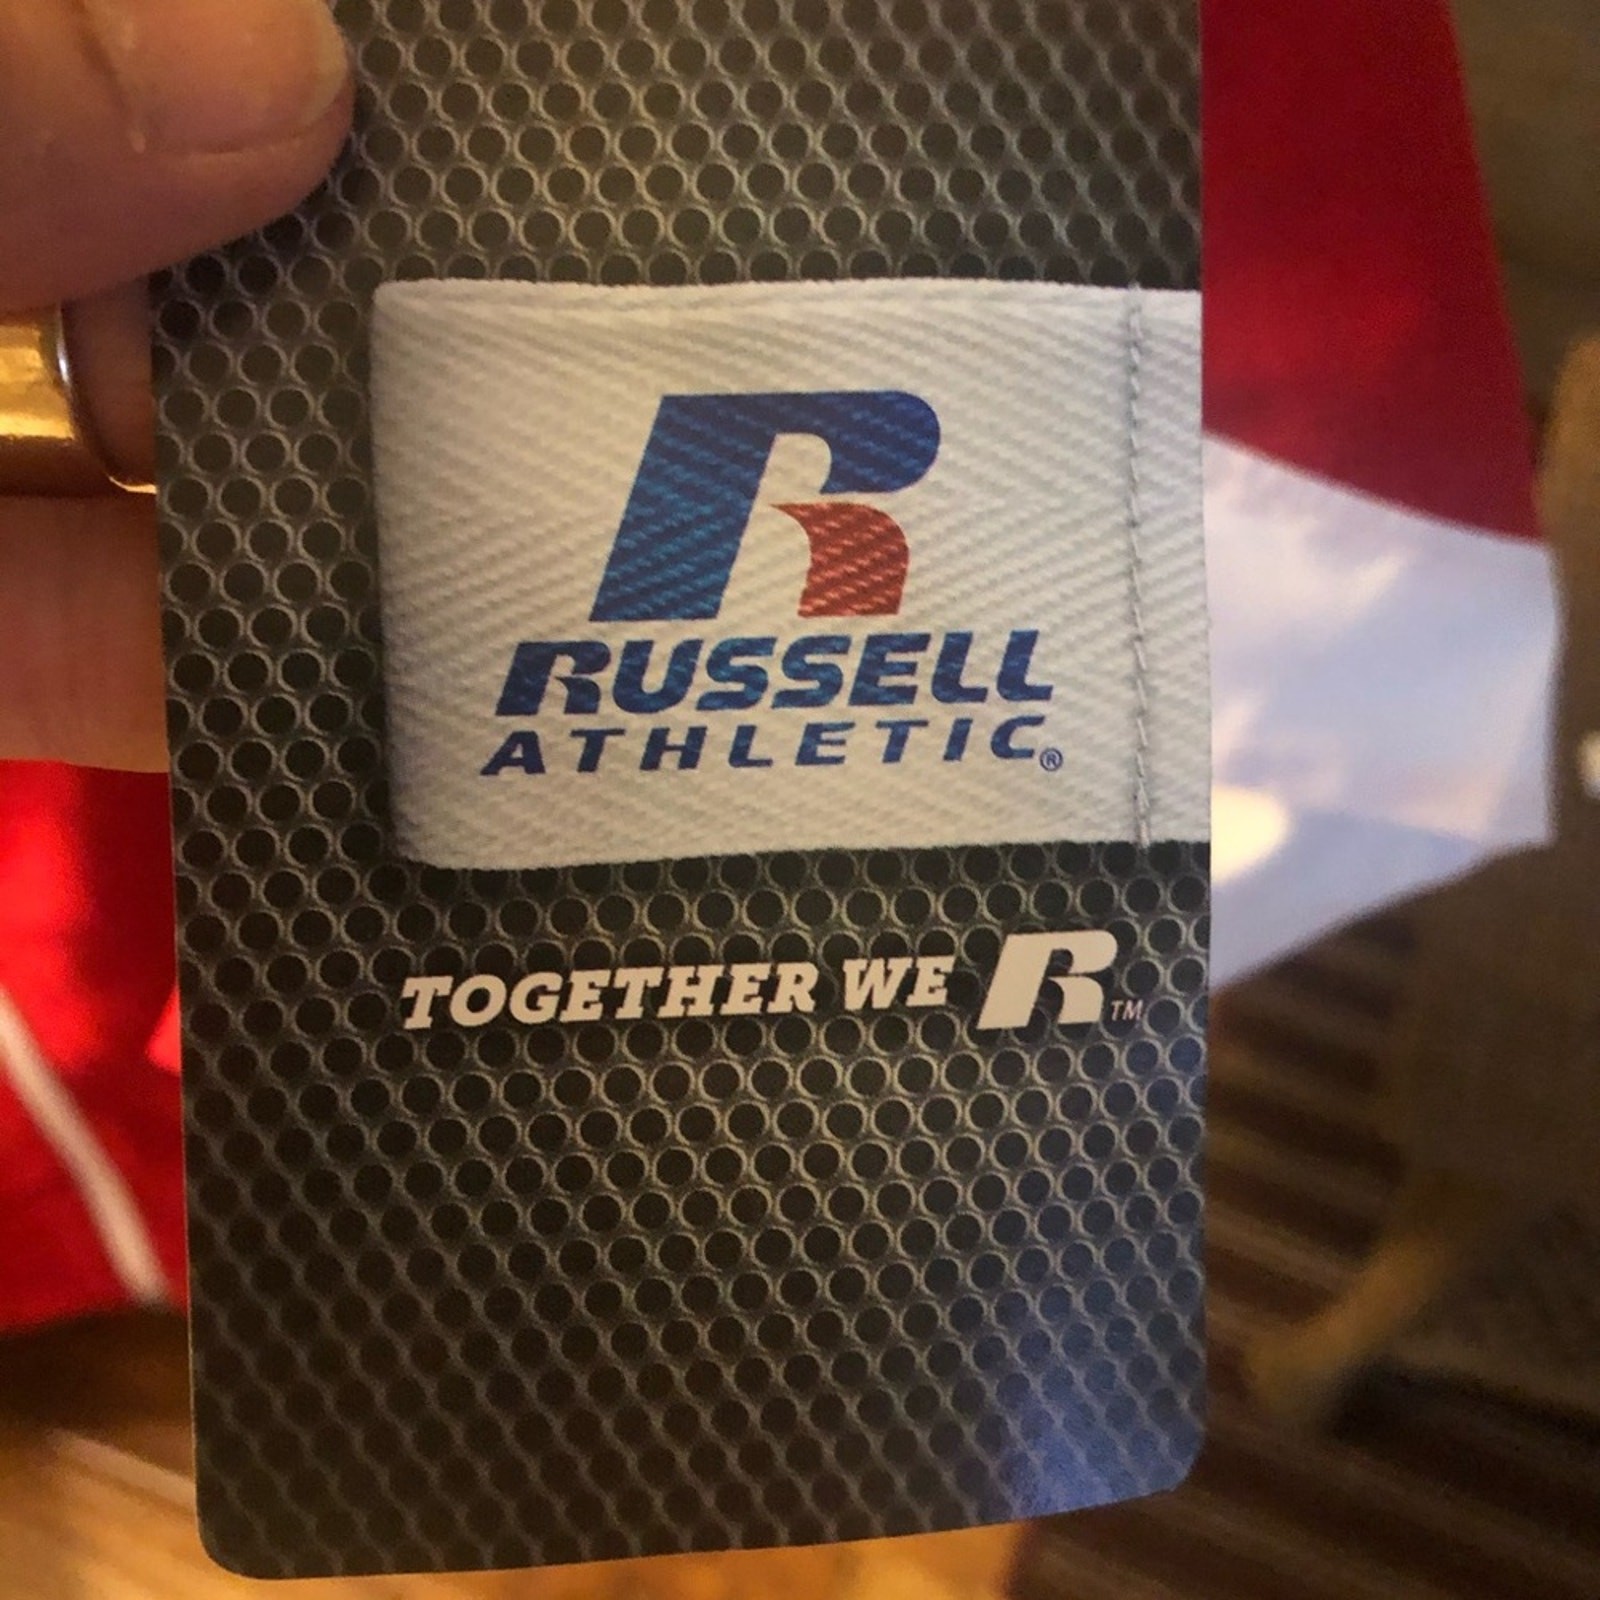 R
RUSSELL
ATHLETIC®
TOGETHER WE R™